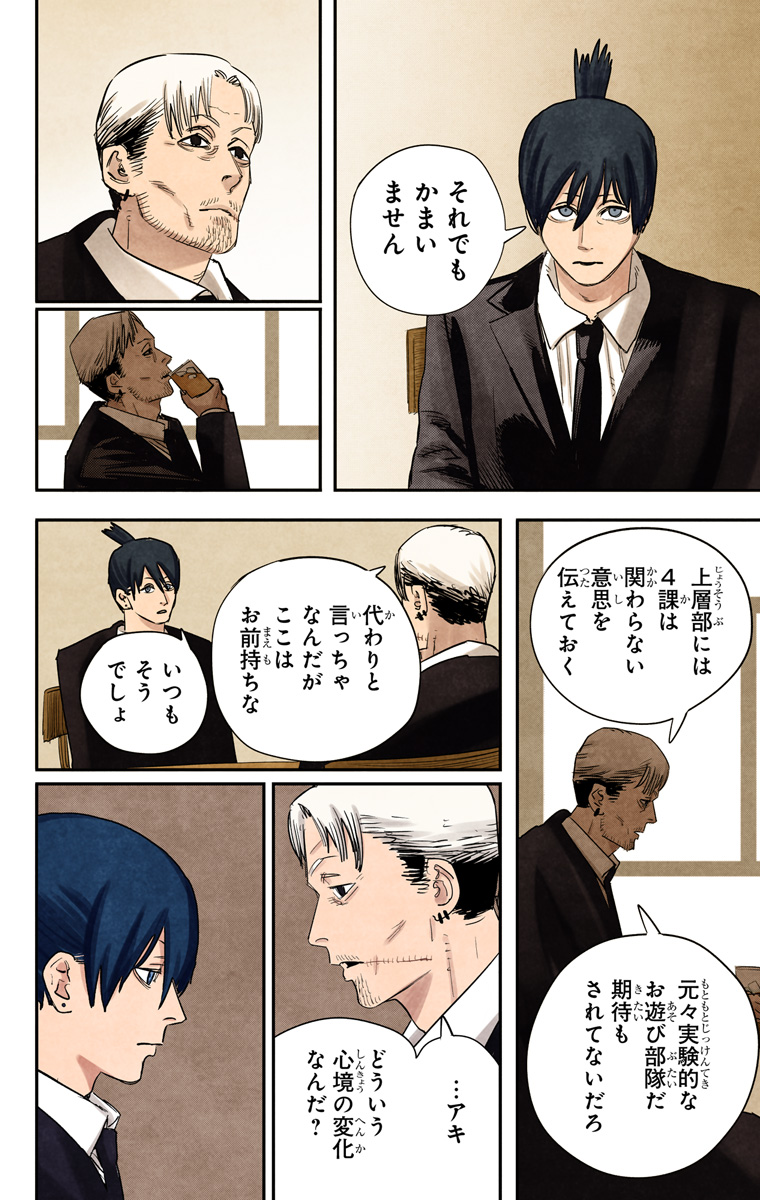 それでも
かまい
ません
上層部には
４課は
関わらない
意思を
伝えておく
元々実験的な
お遊び部隊だ
期待も
されてないだろ
代わりと
言っちゃ
なんだが
ここは
お前持ちな
いつも
そう
でしょ
…アキ
どういう
心境の変化
なんだ？